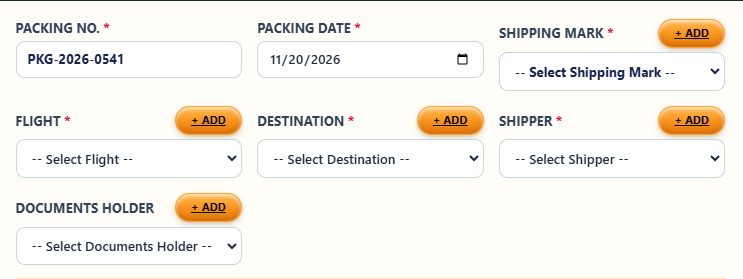 PACKING NO. *
PACKING DATE *
SHIPPING MARK *
+ ADD
PKG-2026-0541
11/20/2026
-- Select Shipping Mark --
FLIGHT *
+ ADD
DESTINATION *
+ ADD
SHIPPER *
+ ADD
-- Select Flight --
-- Select Destination --
-- Select Shipper --
DOCUMENTS HOLDER
+ ADD
-- Select Documents Holder --